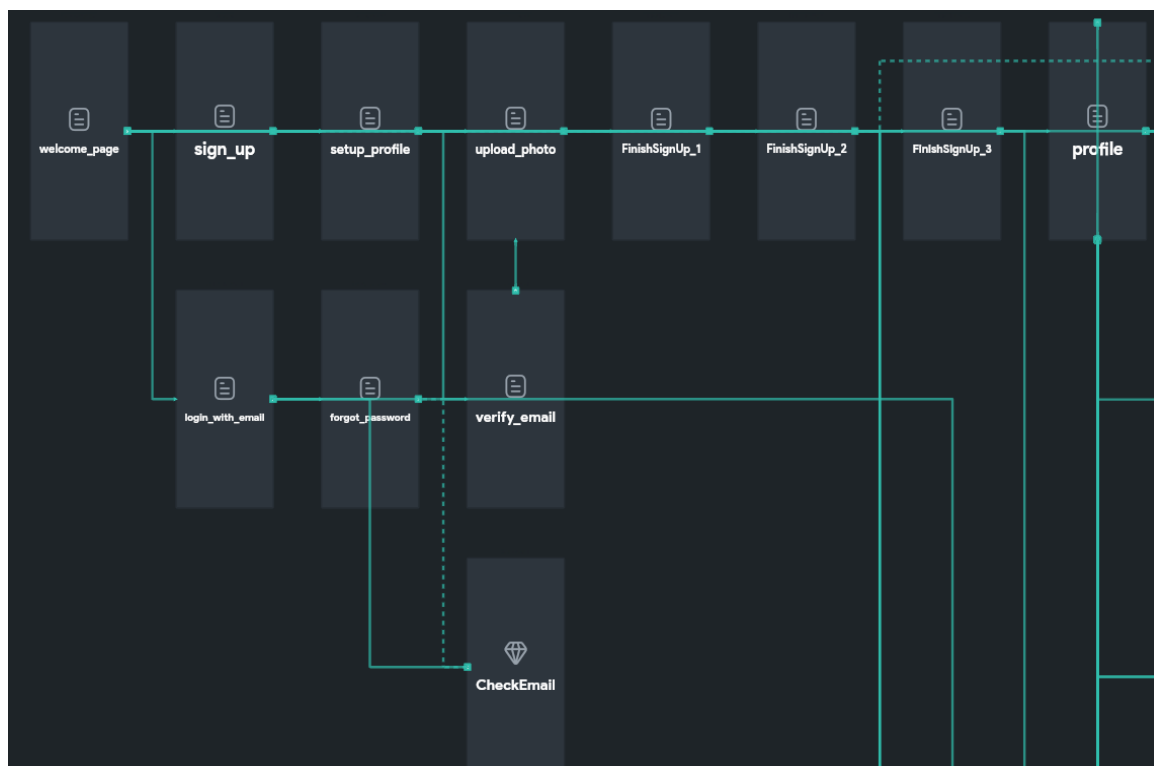 welcome_page
sign_up
setup_profile
upload_photo
FinishSignUp_1
FinishSignUp_2
FinishSignUp_3
profile
login_with_email
forgot_password
verify_email
CheckEmail